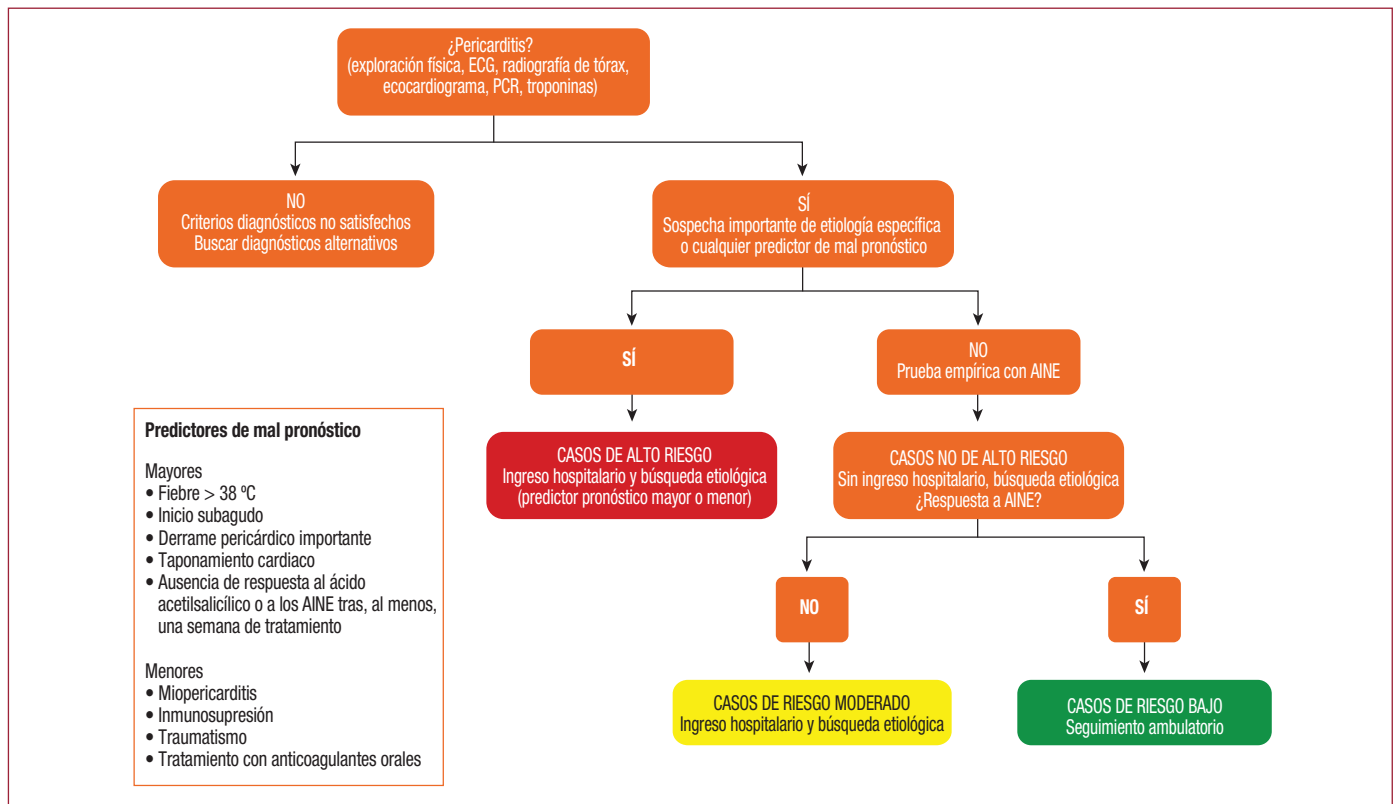 ¿Pericarditis?
(exploración física, ECG, radiografía de tórax,
ecocardiograma, PCR, troponinas)
NO
Criterios diagnósticos no satisfechos
Buscar diagnósticos alternativos
SÍ
Sospecha importante de etiología específica
o cualquier predictor de mal pronóstico
SÍ
NO
Prueba empírica con AINE
CASOS DE ALTO RIESGO
Ingreso hospitalario y búsqueda etiológica
(predictor pronóstico mayor o menor)
CASOS NO DE ALTO RIESGO
Sin ingreso hospitalario, búsqueda etiológica
¿Respuesta a AINE?
NO
SÍ
CASOS DE RIESGO MODERADO
Ingreso hospitalario y búsqueda etiológica
CASOS DE RIESGO BAJO
Seguimiento ambulatorio
Predictores de mal pronóstico
Mayores
• Fiebre > 38 ºC
• Inicio subagudo
• Derrame pericárdico importante
• Taponamiento cardiaco
• Ausencia de respuesta al ácido
acetilsalicílico o a los AINE tras, al menos,
una semana de tratamiento
Menores
• Miopericarditis
• Inmunosupresión
• Traumatismo
• Tratamiento con anticoagulantes orales